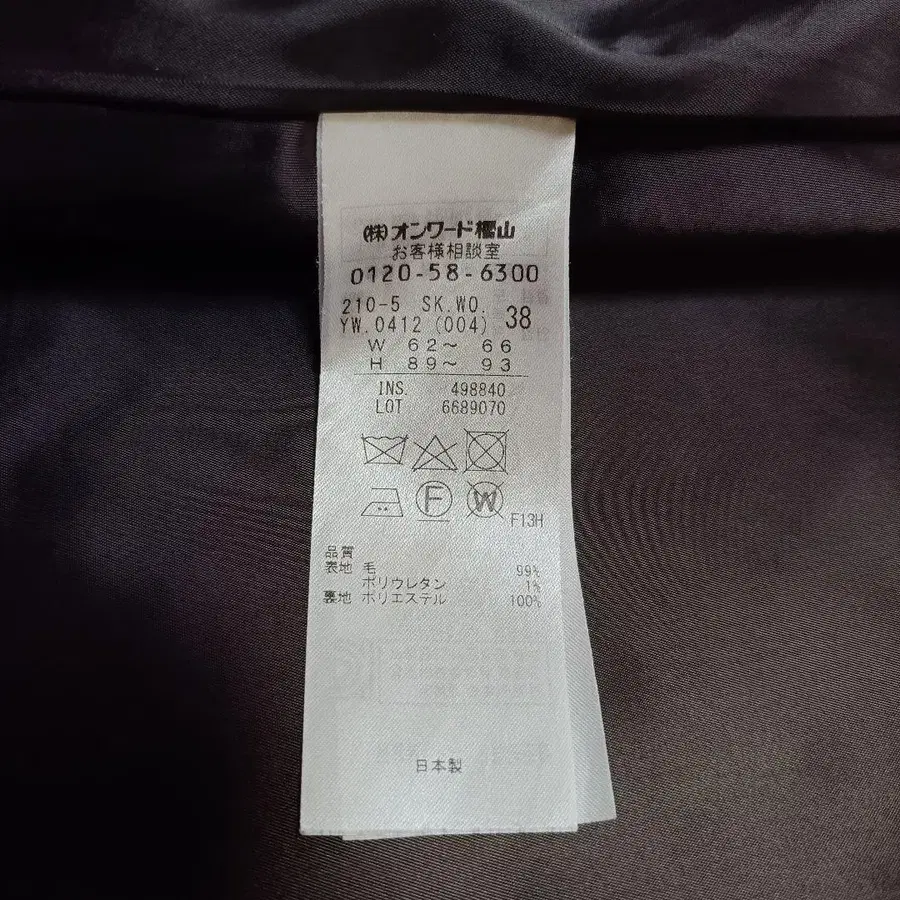 (株)オンワード樫山
お客様相談室
0120-58-6300
210-5 SK.WO.
YW.0412 (004) 38
W 62～ 66
H 89～ 93
INS. 498840
LOT 6689070
F
W
F13H
品質
表地 毛 99%
ポリウレタン 1%
裏地 ポリエステル 100%
日本製